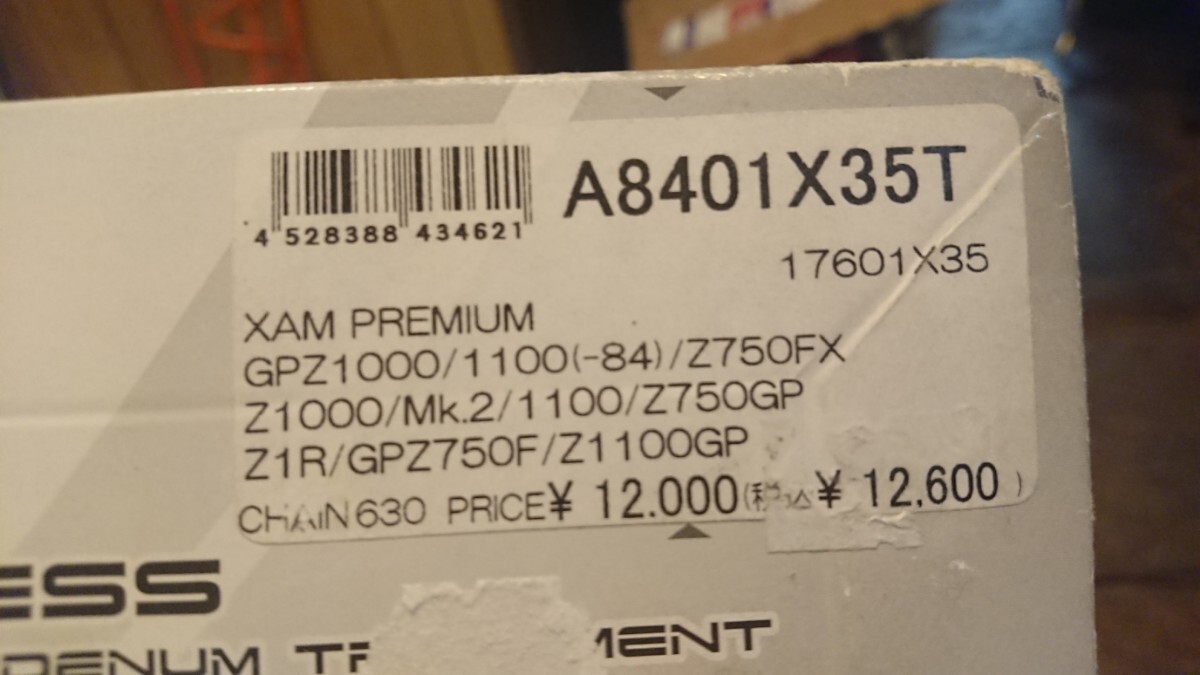 A8401X35T
4 528388 434621
17601X35
XAM PREMIUM
GPZ1000/1100(-84)/Z750FX
Z1000/Mk.2/1100/Z750GP
Z1R/GPZ750F/Z1100GP
CHAIN630 PRICE¥ 12.000(税込¥ 12,600)
ESS
DENUM TR MENT